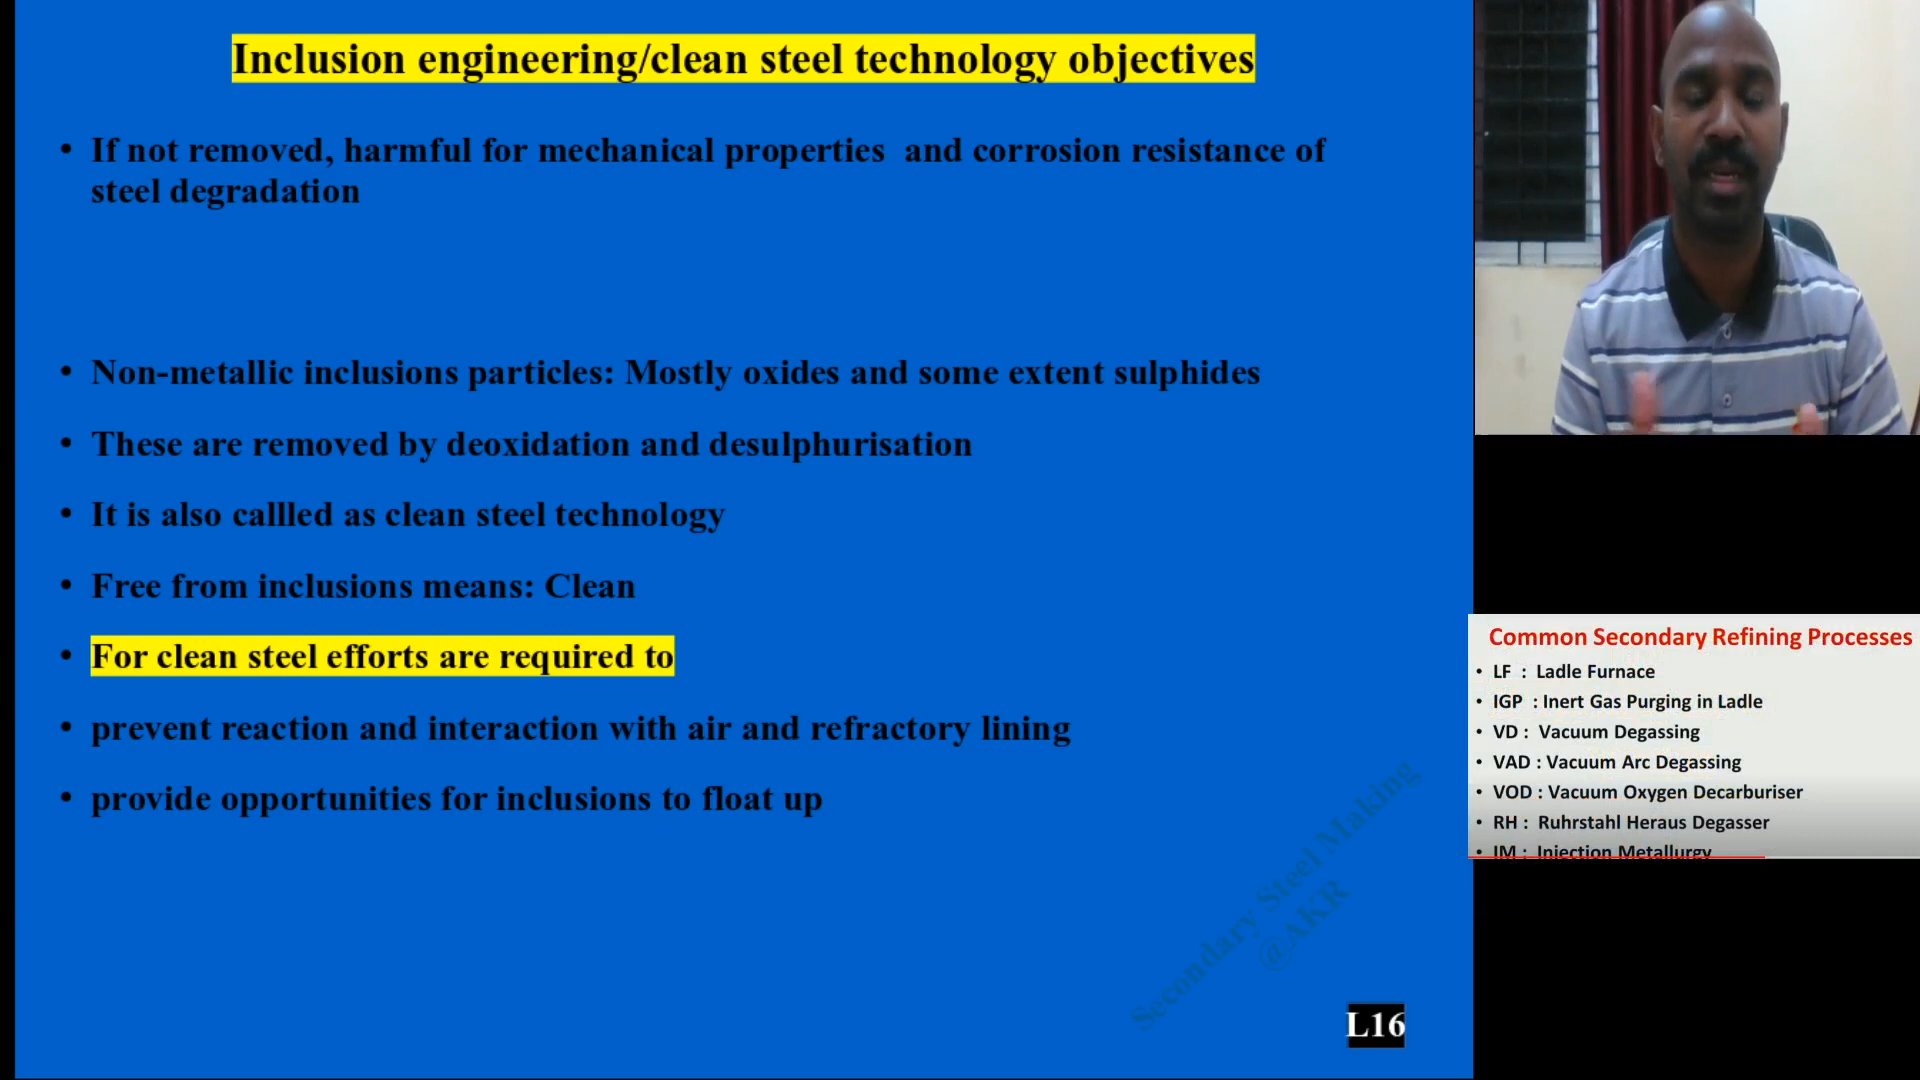 Inclusion engineering/clean steel technology objectives
• If not removed, harmful for mechanical properties and corrosion resistance of
steel degradation
• Non-metallic inclusions particles: Mostly oxides and some extent sulphides
• These are removed by deoxidation and desulphurisation
• It is also callled as clean steel technology
• Free from inclusions means: Clean
• For clean steel efforts are required to
• prevent reaction and interaction with air and refractory lining
• provide opportunities for inclusions to float up
Secondary Steel Making
@AKR
L16
Common Secondary Refining Processes
• LF : Ladle Furnace
• IGP : Inert Gas Purging in Ladle
• VD : Vacuum Degassing
• VAD : Vacuum Arc Degassing
• VOD : Vacuum Oxygen Decarburiser
• RH : Ruhrstahl Heraus Degasser
• IM : Injection Metallurgy